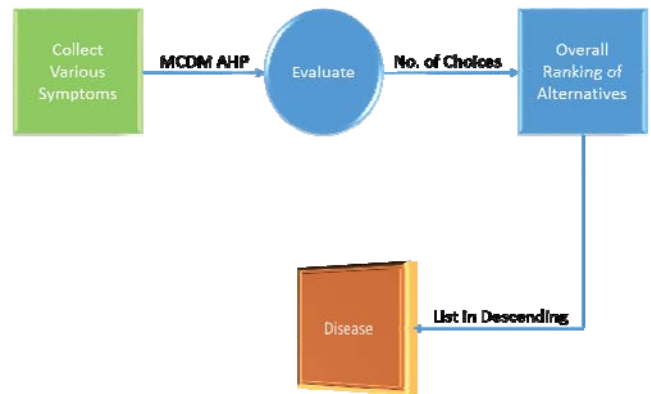 Collect
Various
Symptoms
MCDM AHP
Evaluate
No. of Choices
Overall
Ranking of
Alternatives
List in Descending
Disease